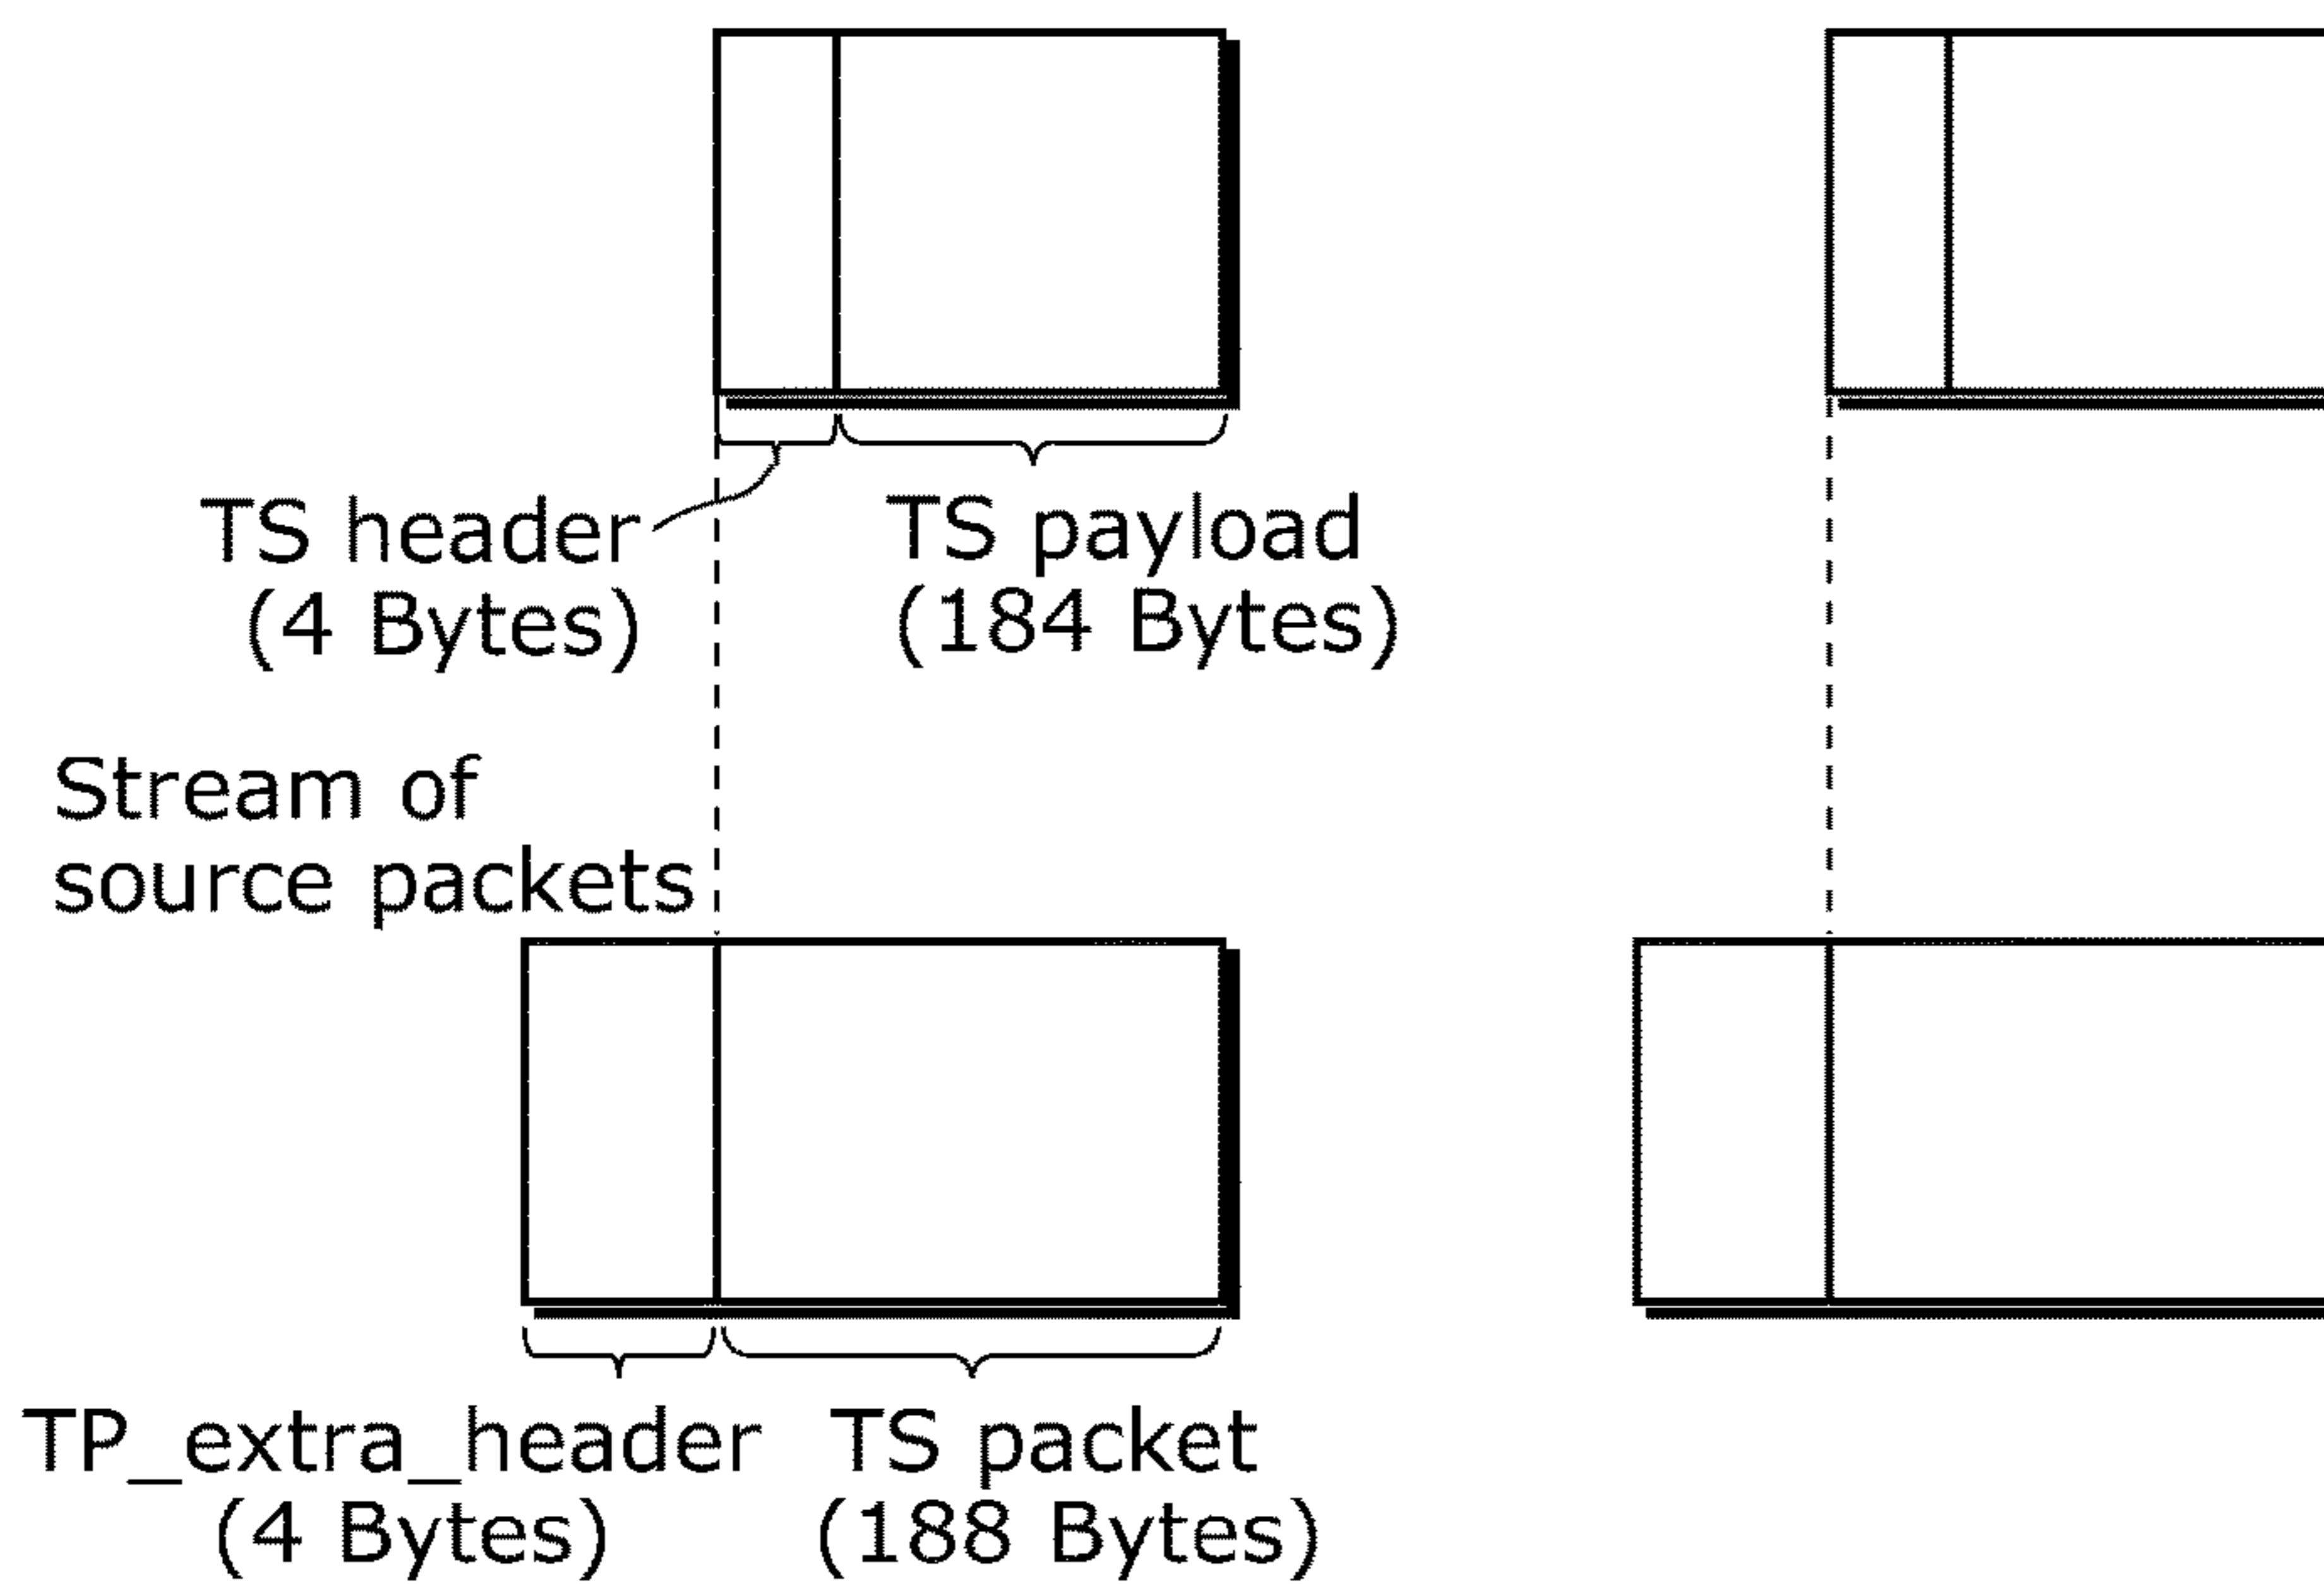 TS header
(4 Bytes)
TS payload
(184 Bytes)
Stream of
source packets
TP_extra_header
(4 Bytes)
TS packet
(188 Bytes)